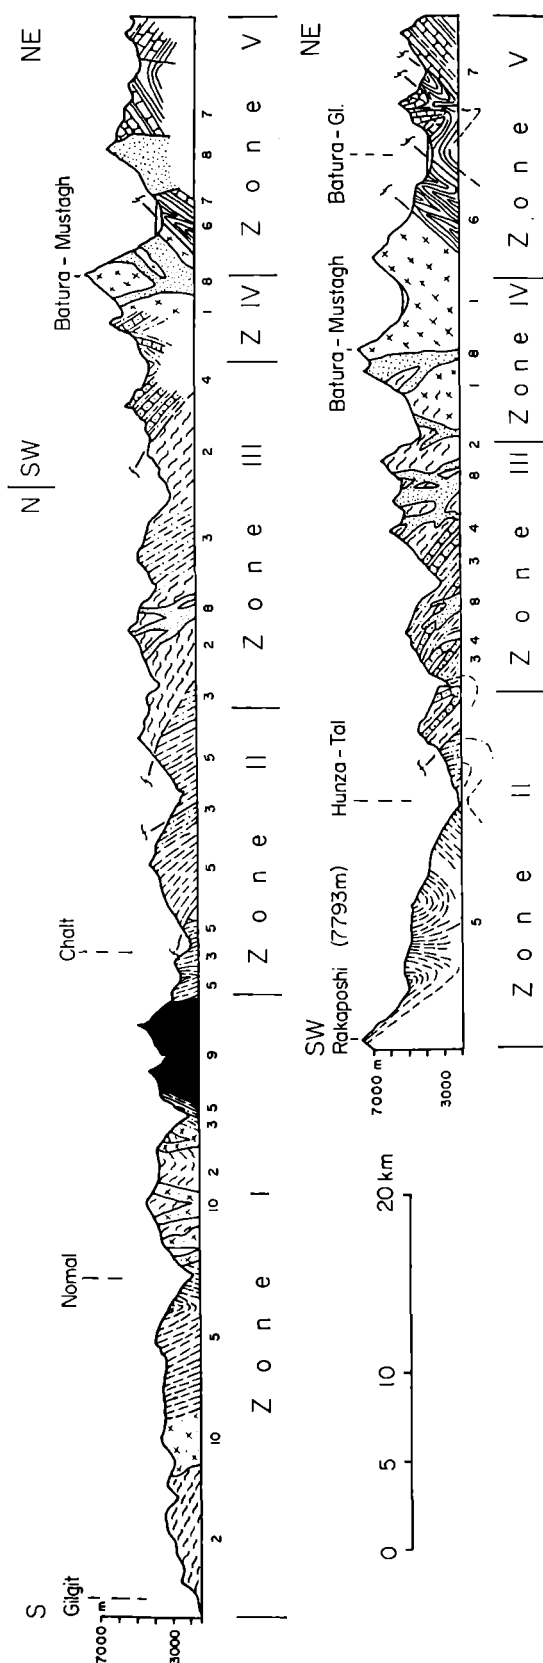 S
N | SW
NE
Gilgit
Nomal
Chalt
Batura - Mustagh
7000 m
3000
2 10 5 10 2 3 5 9 5 3 5 5 3 5 3 2 8 3 2 4 1 8 6 7 8 7
Zone I
Zone II
Zone III
Z IV
Zone V
SW
NE
Rakaposhi (7793m)
Hunza - Tal
Batura - Mustagh
Batura - Gl.
7000 m
3000
5 3 4 8 3 4 8 2 1 8 1 6 7
Zone II
Zone III
Zone IV
Zone V
0 5 10 20 km